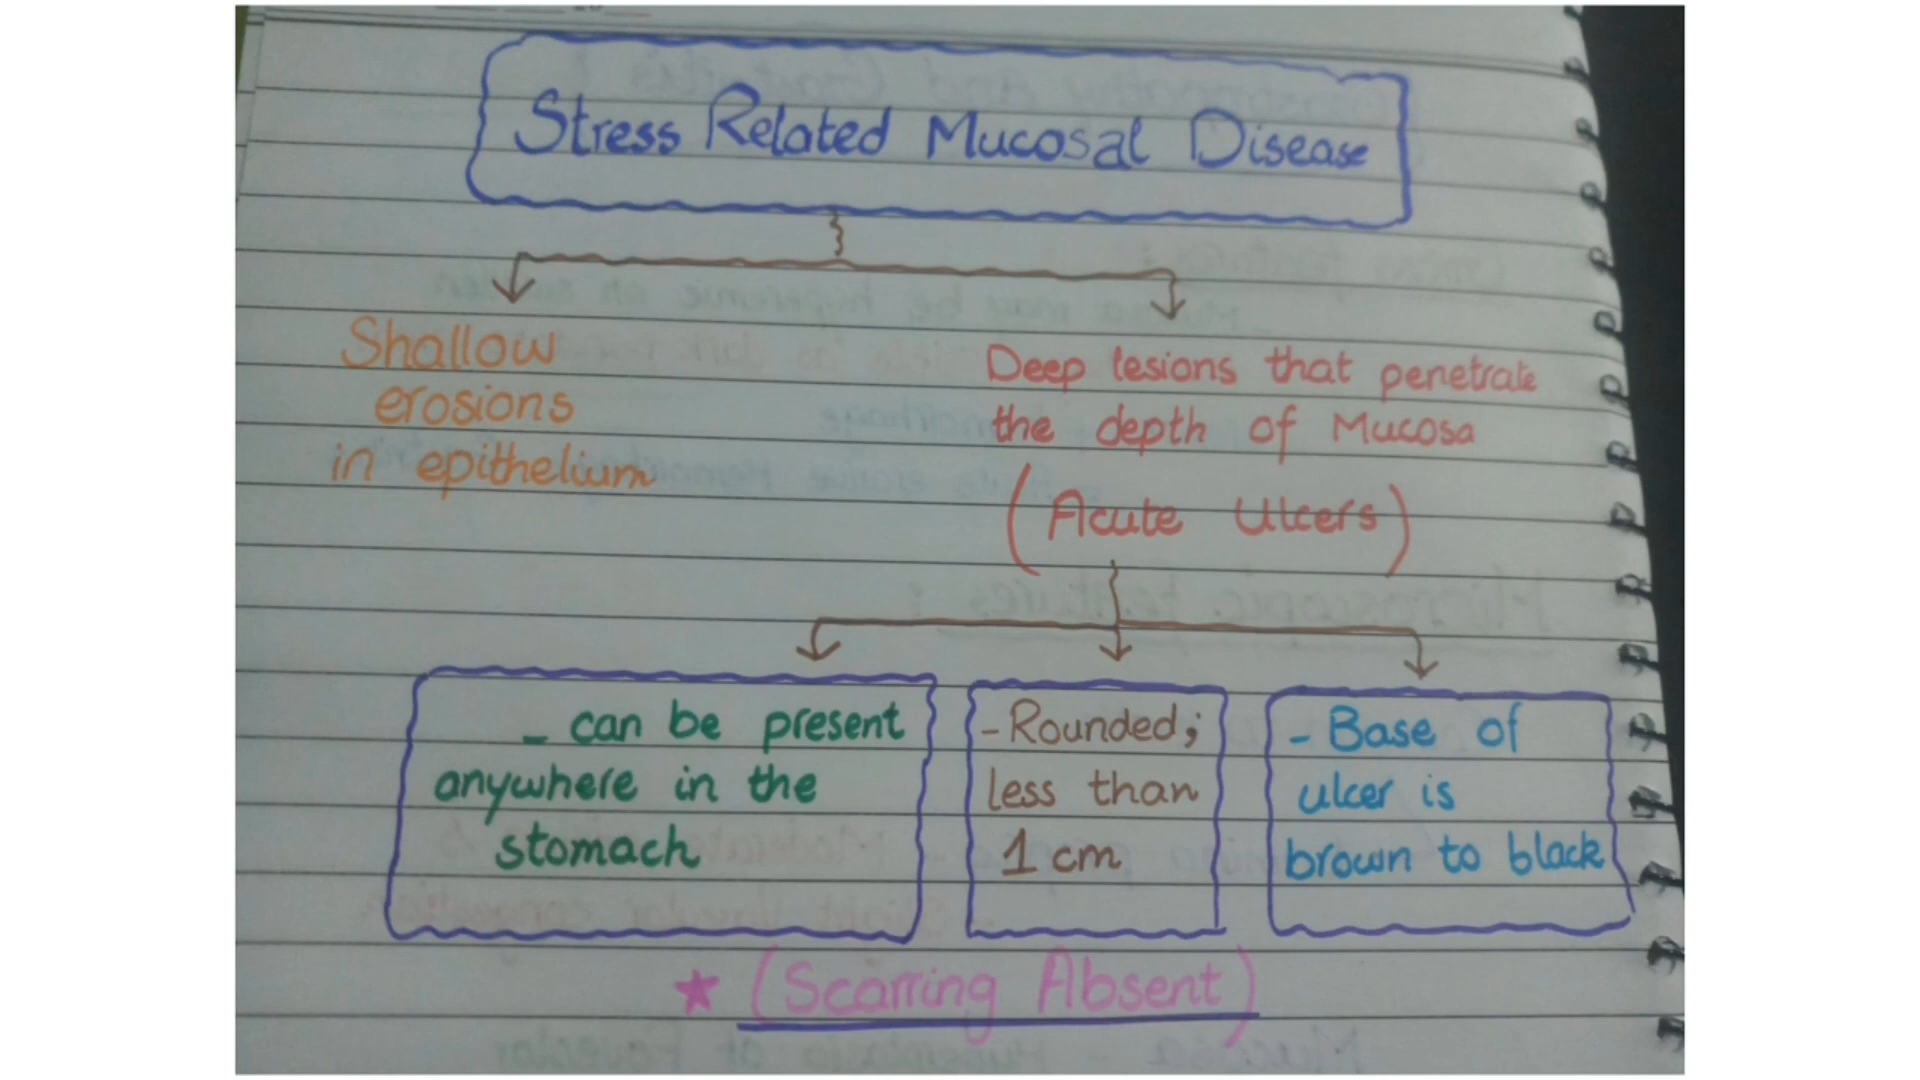 Stress Related Mucosal Disease
Shallow
erosions
in epithelium
Deep lesions that penetrate
the depth of Mucosa
(Acute Ulcers)
- can be present
anywhere in the
stomach
- Rounded;
less than
1 cm
- Base of
ulcer is
brown to black
★ (Scarring Absent)